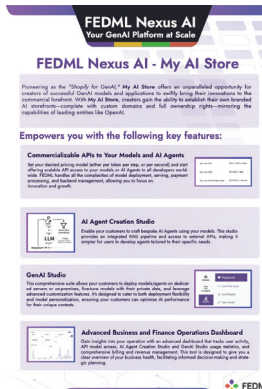 FEDML Nexus AI
Your GenAI Platform at Scale
FEDML Nexus AI - My AI Store
Pioneering as the "Shopify for GenAI," My AI Store offers an unparalleled opportunity for
creators of successful GenAI models and applications to swiftly bring their innovations to the
commercial forefront. With My AI Store, creators gain the ability to establish their own branded
AI storefronts—complete with custom domains and full ownership rights—mirroring the
capabilities of leading entities like OpenAI.
Empowers you with the following key features:
Commercializable APIs to Your Models and AI Agents
Set your desired pricing model (either per token, per step, or per second) and start
offering scalable API access to your models or AI Agents to all developers world-
wide. FEDML handles all the complexities of model deployment, serving, payment
processing, and backend management, allowing you to focus on
innovation and growth.
AI Agent Creation Studio
Enable your customers to craft bespoke AI Agents using your models. This studio
provides an integrated RAG pipeline and access to external APIs, making it
simpler for users to develop agents tailored to their specific needs.
LLM
GenAI Studio
This comprehensive suite allows your customers to deploy models/agents on dedicat-
ed servers or on-premises, fine-tune models with their private data, and leverage
advanced customization features. It's designed to cater to both deployment flexibility
and model personalization, ensuring your customers can optimize AI performance
for their unique contexts.
Advanced Business and Finance Operations Dashboard
Gain insights into your operation with an advanced dashboard that tracks user activity,
API model access, AI Agent Creation Studio and GenAI Studio usage statistics, and
comprehensive billing and revenue management. This tool is designed to give you a
clear overview of your business health, facilitating informed decision-making and strate-
gic planning.
FEDM